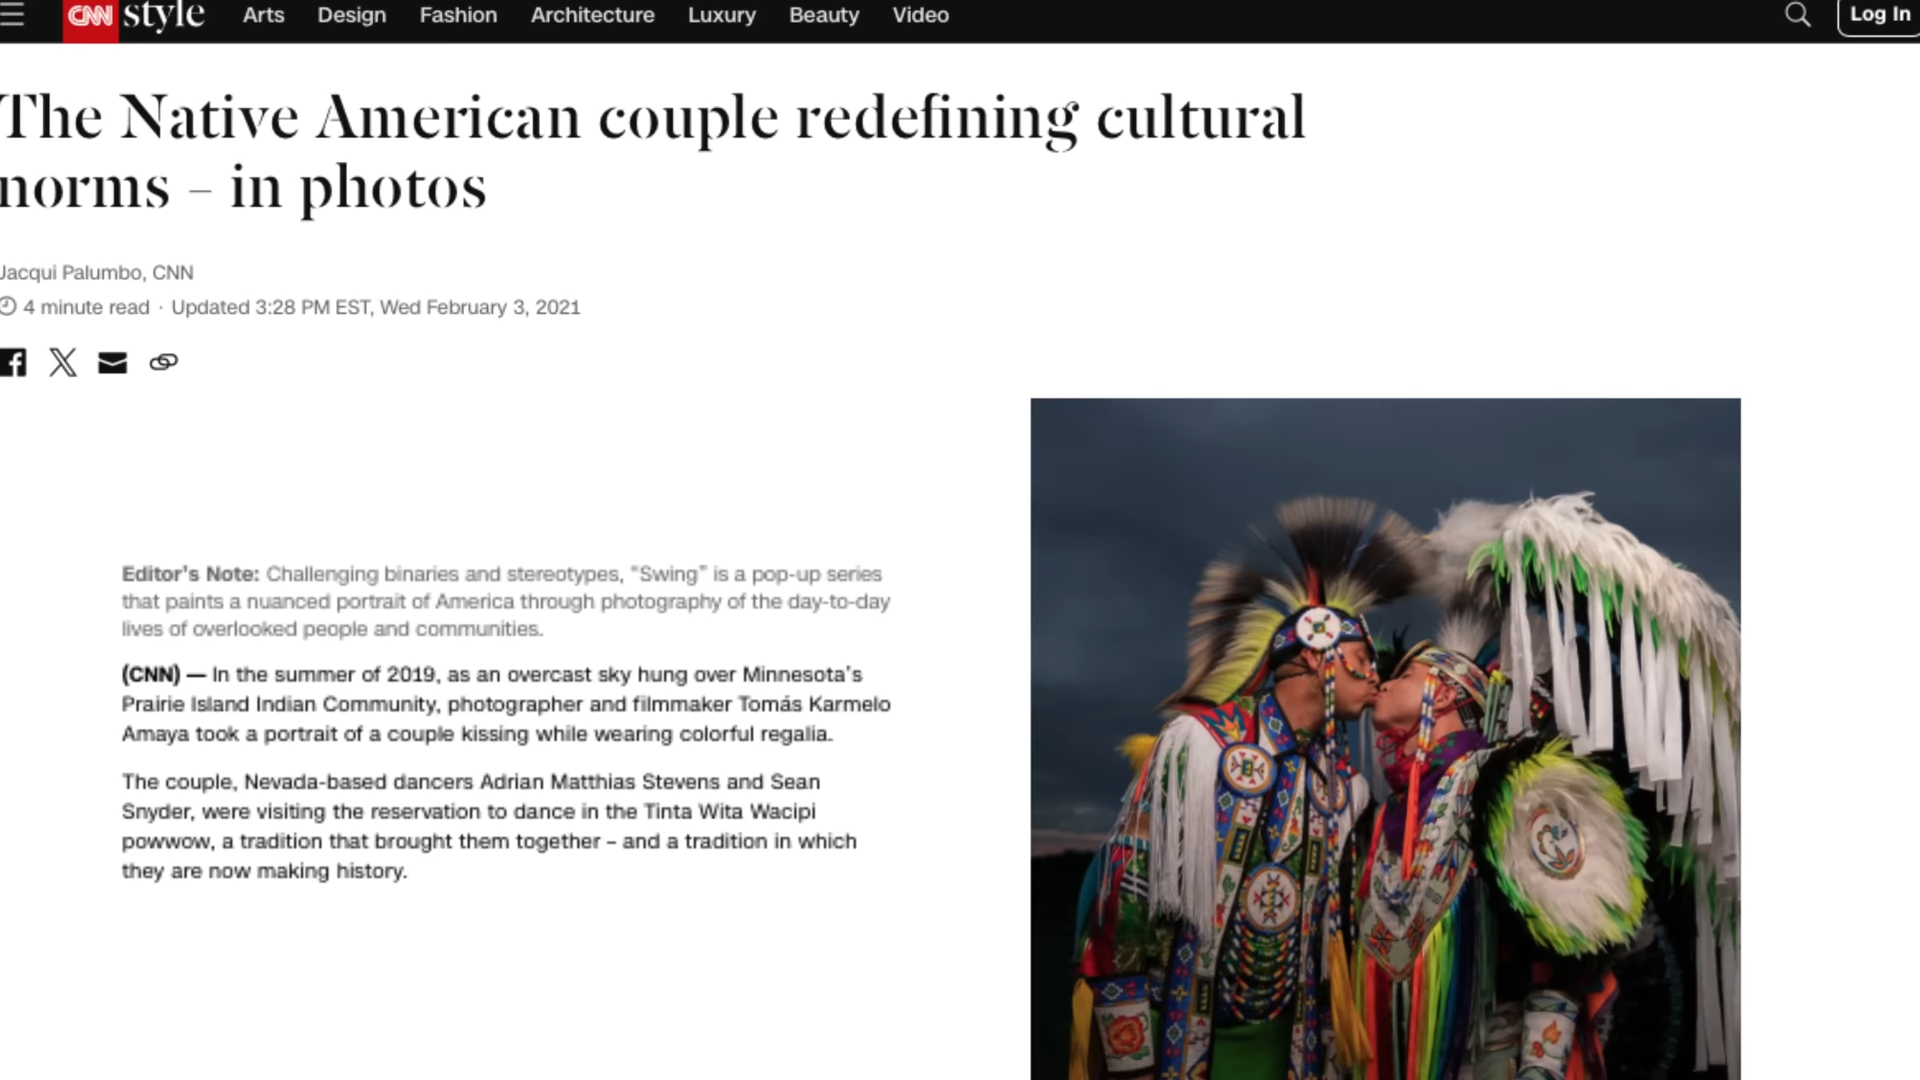 CNN style Arts Design Fashion Architecture Luxury Beauty Video Log In
The Native American couple redefining cultural
norms – in photos
Jacqui Palumbo, CNN
4 minute read · Updated 3:28 PM EST, Wed February 3, 2021
Editor's Note: Challenging binaries and stereotypes, “Swing” is a pop-up series
that paints a nuanced portrait of America through photography of the day-to-day
lives of overlooked people and communities.
(CNN) — In the summer of 2019, as an overcast sky hung over Minnesota's
Prairie Island Indian Community, photographer and filmmaker Tomás Karmelo
Amaya took a portrait of a couple kissing while wearing colorful regalia.
The couple, Nevada-based dancers Adrian Matthias Stevens and Sean
Snyder, were visiting the reservation to dance in the Tinta Wita Wacipi
powwow, a tradition that brought them together – and a tradition in which
they are now making history.